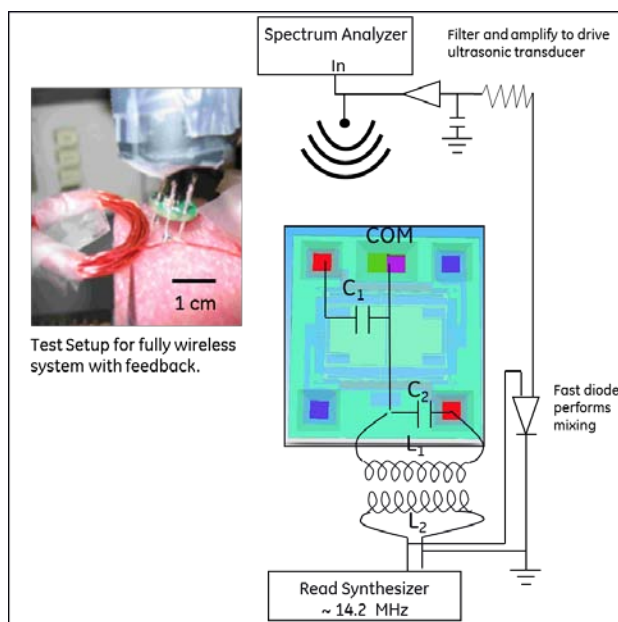 Spectrum Analyzer
In
Filter and amplify to drive
ultrasonic transducer
COM
C1
1 cm
Test Setup for fully wireless
system with feedback.
C2
Fast diode
performs
mixing
L1
L2
Read Synthesizer
~ 14.2 MHz